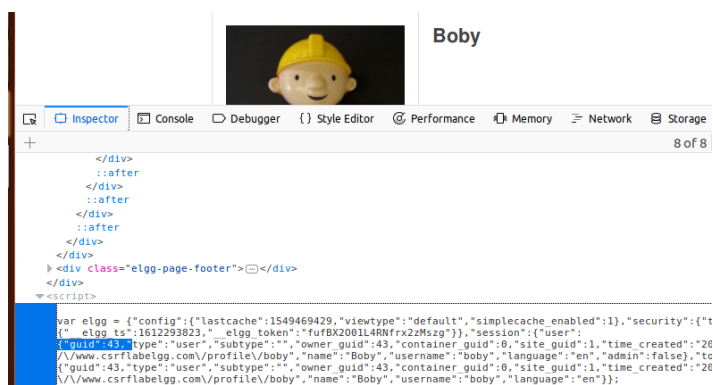 Boby
Inspector Console Debugger {} Style Editor Performance Memory Network Storage
+ 8 of 8
</div>
::after
</div>
::after
</div>
::after
</div>
</div>
<div class="elgg-page-footer"></div>
</div>
<script>
var elgg = {"config":{"lastcache":1549469429,"viewtype":"default","simplecache_enabled":1},"security":{"t
{"__elgg_ts":1612293823,"__elgg_token":"fufBX2O01L4RNfrx2zMszg"}},"session":{"user":
{"guid":43,"type":"user","subtype":"","owner_guid":43,"container_guid":0,"site_guid":1,"time_created":"20
/\/www.csrflabelgg.com\/profile\/boby","name":"Boby","username":"boby","language":"en","admin":false},"to
{"guid":43,"type":"user","subtype":"","owner_guid":43,"container_guid":0,"site_guid":1,"time_created":"20
/\/www.csrflabelgg.com\/profile\/boby","name":"Boby","username":"boby","language":"en"}};